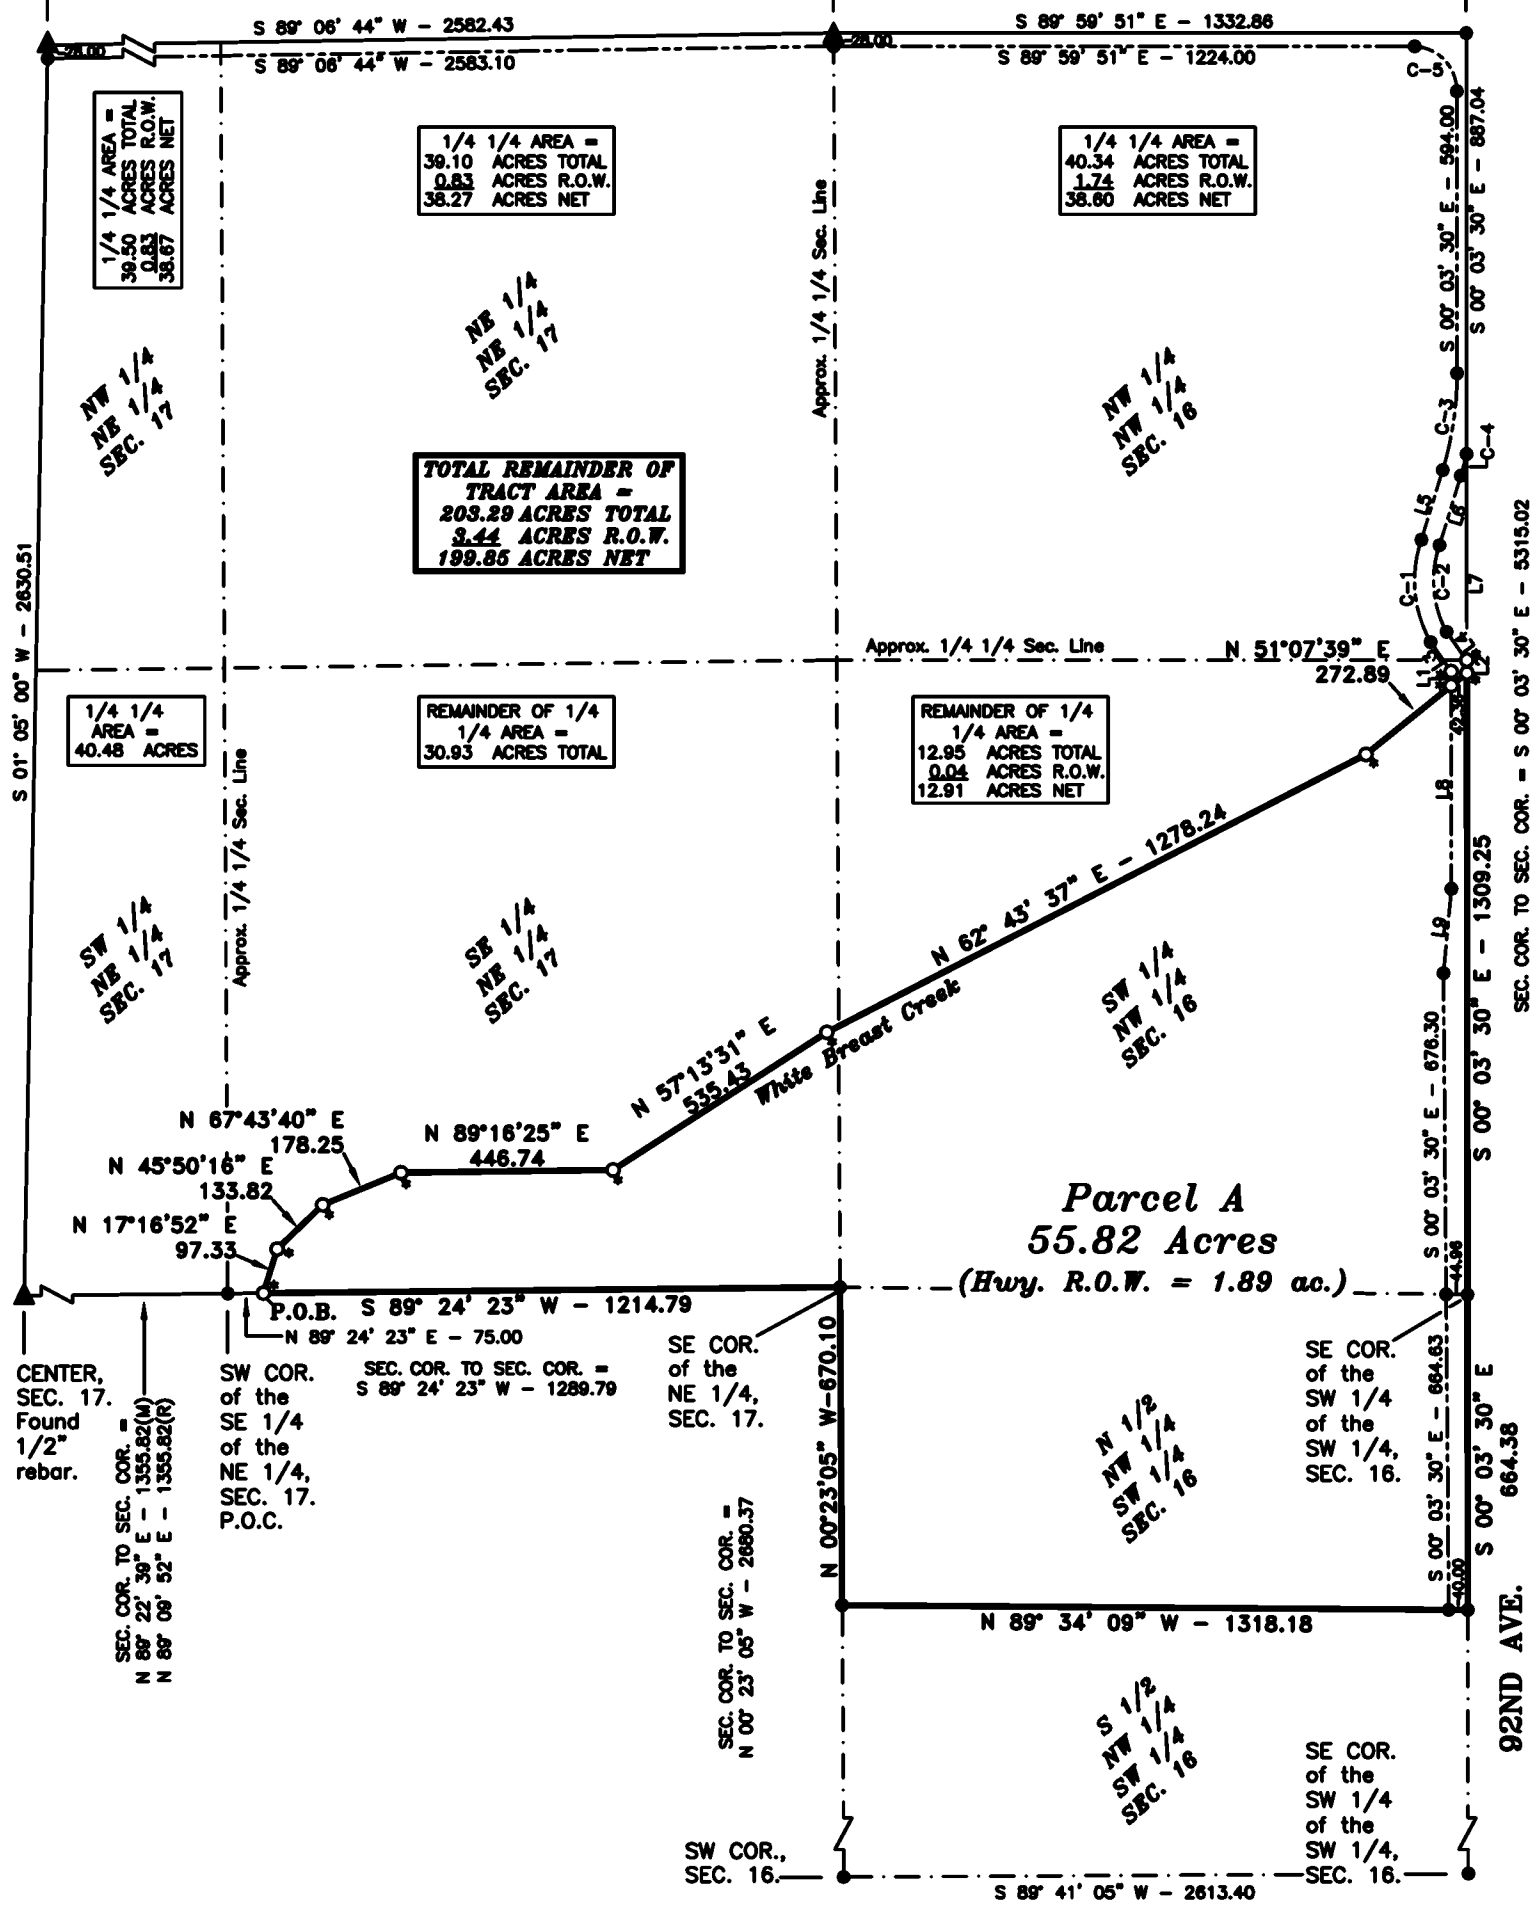 S 89° 06' 44" W - 2582.43
S 89° 59' 51" E - 1332.86
28.00
28.00
S 89° 06' 44" W - 2583.10
S 89° 59' 51" E - 1224.00
C-5
1/4 1/4 AREA =
39.50 ACRES TOTAL
0.83 ACRES R.O.W.
38.67 ACRES NET
1/4 1/4 AREA =
39.10 ACRES TOTAL
0.83 ACRES R.O.W.
38.27 ACRES NET
1/4 1/4 AREA =
40.34 ACRES TOTAL
1.74 ACRES R.O.W.
38.60 ACRES NET
S 00° 03' 30" E - 594.00
S 00° 03' 30" E - 887.04
Approx. 1/4 1/4 Sec. Line
NW 1/4
NE 1/4
SEC. 17
NE 1/4
NE 1/4
SEC. 17
NW 1/4
NW 1/4
SEC. 16
C-3
C-4
TOTAL REMAINDER OF
TRACT AREA =
203.29 ACRES TOTAL
3.44 ACRES R.O.W.
199.85 ACRES NET
L5
L6
C-1
C-2
L7
S 01° 05' 00" W - 2630.51
SEC. COR. TO SEC. COR. = S 00° 03' 30" E - 5315.02
Approx. 1/4 1/4 Sec. Line
N 51°07'39" E
272.89
L1
L2
42.36
1/4 1/4
AREA =
40.48 ACRES
REMAINDER OF 1/4
1/4 AREA =
30.93 ACRES TOTAL
REMAINDER OF 1/4
1/4 AREA =
12.95 ACRES TOTAL
0.04 ACRES R.O.W.
12.91 ACRES NET
Approx. 1/4 1/4 Sec. Line
L8
L9
N 62° 43' 37" E - 1278.24
White Breast Creek
S 00° 03' 30" E - 1309.25
SW 1/4
NE 1/4
SEC. 17
SE 1/4
NE 1/4
SEC. 17
SW 1/4
NW 1/4
SEC. 16
N 57°13'31" E
535.43
S 00° 03' 30" E - 676.30
N 67°43'40" E
178.25
N 89°16'25" E
446.74
N 45°50'16" E
133.82
N 17°16'52" E
97.33
Parcel A
55.82 Acres
(Hwy. R.O.W. = 1.89 ac.)
44.96
P.O.B.
S 89° 24' 23" W - 1214.79
N 89° 24' 23" E - 75.00
SEC. COR. TO SEC. COR. =
S 89° 24' 23" W - 1289.79
CENTER,
SEC. 17.
Found
1/2"
rebar.
SEC. COR. TO SEC. COR. =
N 89° 22' 39" E - 1355.82(M)
N 89° 09' 52" E - 1355.82(R)
SW COR.
of the
SE 1/4
of the
NE 1/4,
SEC. 17.
P.O.C.
SE COR.
of the
NE 1/4,
SEC. 17.
N 00°23'05" W-670.10
SEC. COR. TO SEC. COR. =
N 00° 23' 05" W - 2680.37
SE COR.
of the
SW 1/4
of the
SW 1/4,
SEC. 16.
N 1/2
NW 1/4
SW 1/4
SEC. 16
S 00° 03' 30" E - 664.63
S 00° 03' 30" E
664.38
40.00
N 89° 34' 09" W - 1318.18
92ND AVE.
S 1/2
NW 1/4
SW 1/4
SEC. 16
SE COR.
of the
SW 1/4
of the
SW 1/4,
SEC. 16.
SW COR.,
SEC. 16.
S 89° 41' 05" W - 2613.40